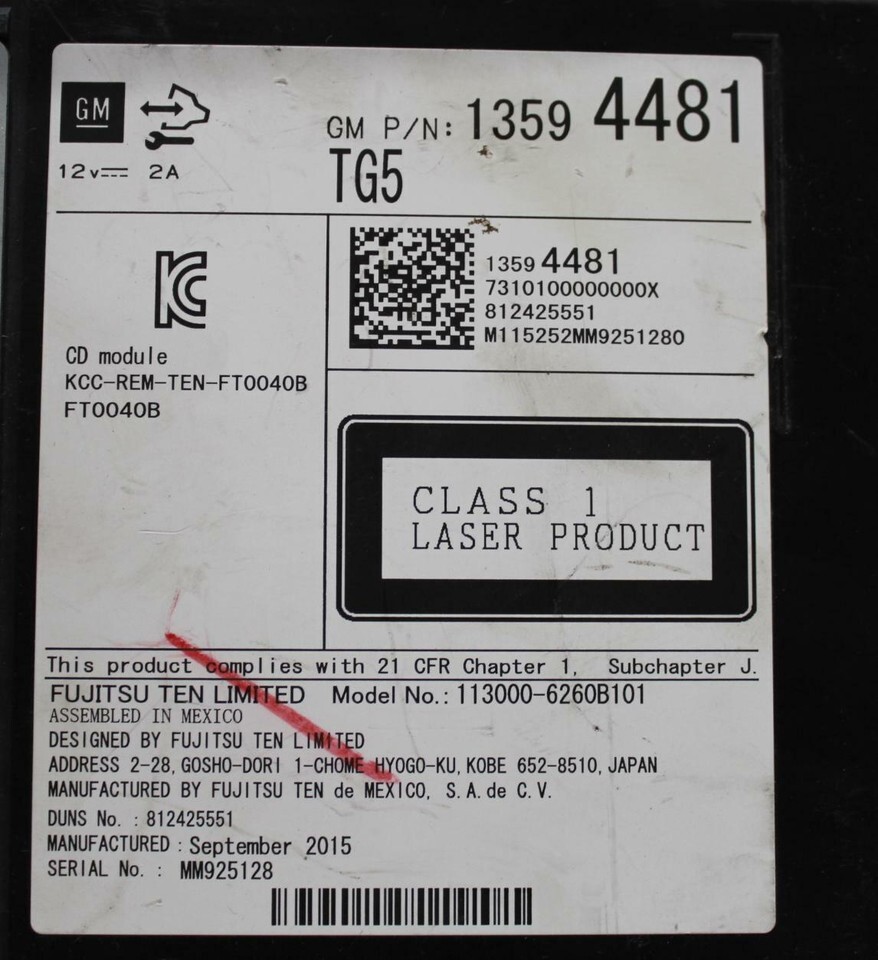 GM
GM P/N: 1359 4481
12v 2A
TG5
1359 4481
7310100000000X
812425551
M115252MM9251280
CD module
KCC-REM-TEN-FT0040B
FT0040B
CLASS 1
LASER PRODUCT
This product complies with 21 CFR Chapter 1, Subchapter J.
FUJITSU TEN LIMITED Model No.: 113000-6260B101
ASSEMBLED IN MEXICO
DESIGNED BY FUJITSU TEN LIMITED
ADDRESS 2-28, GOSHO-DORI 1-CHOME HYOGO-KU, KOBE 652-8510, JAPAN
MANUFACTURED BY FUJITSU TEN de MEXICO, S.A. de C.V.
DUNS No. : 812425551
MANUFACTURED : September 2015
SERIAL No. : MM925128